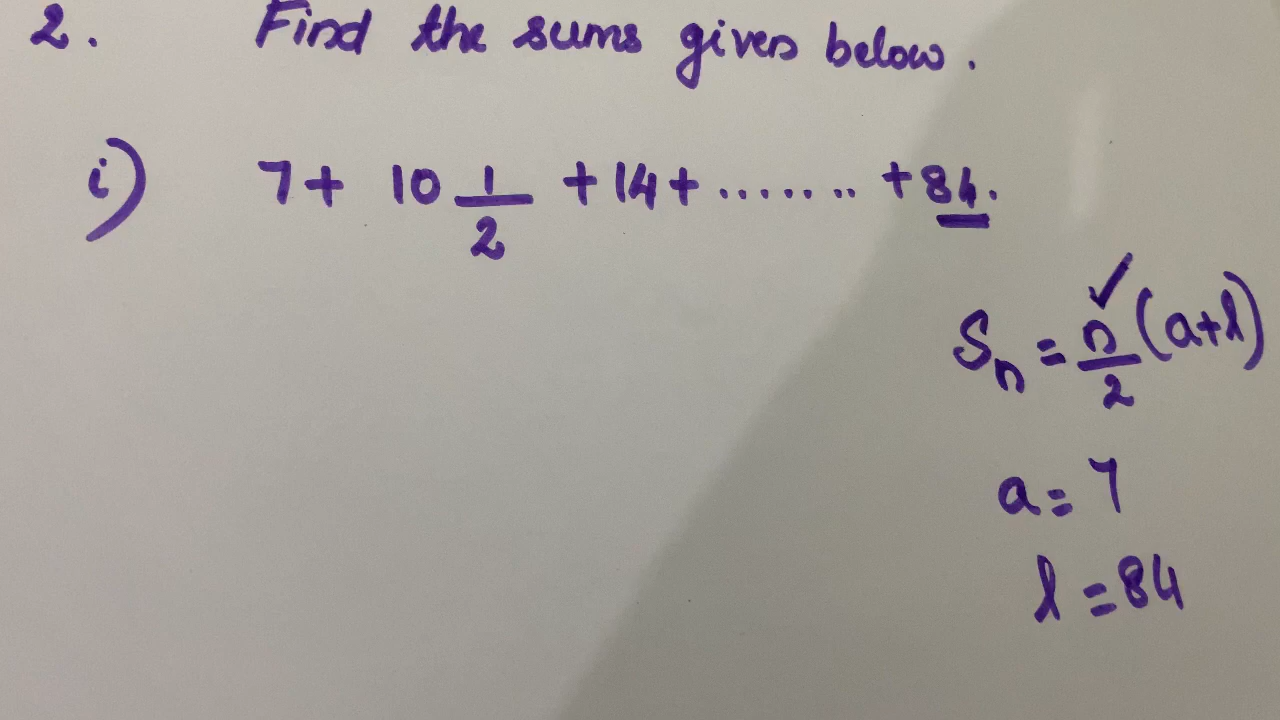 2. Find the sums given below.
i) 7 + 10 1/2 + 14 + ....... + 84.
Sn = n/2 (a+l)
a = 7
l = 84